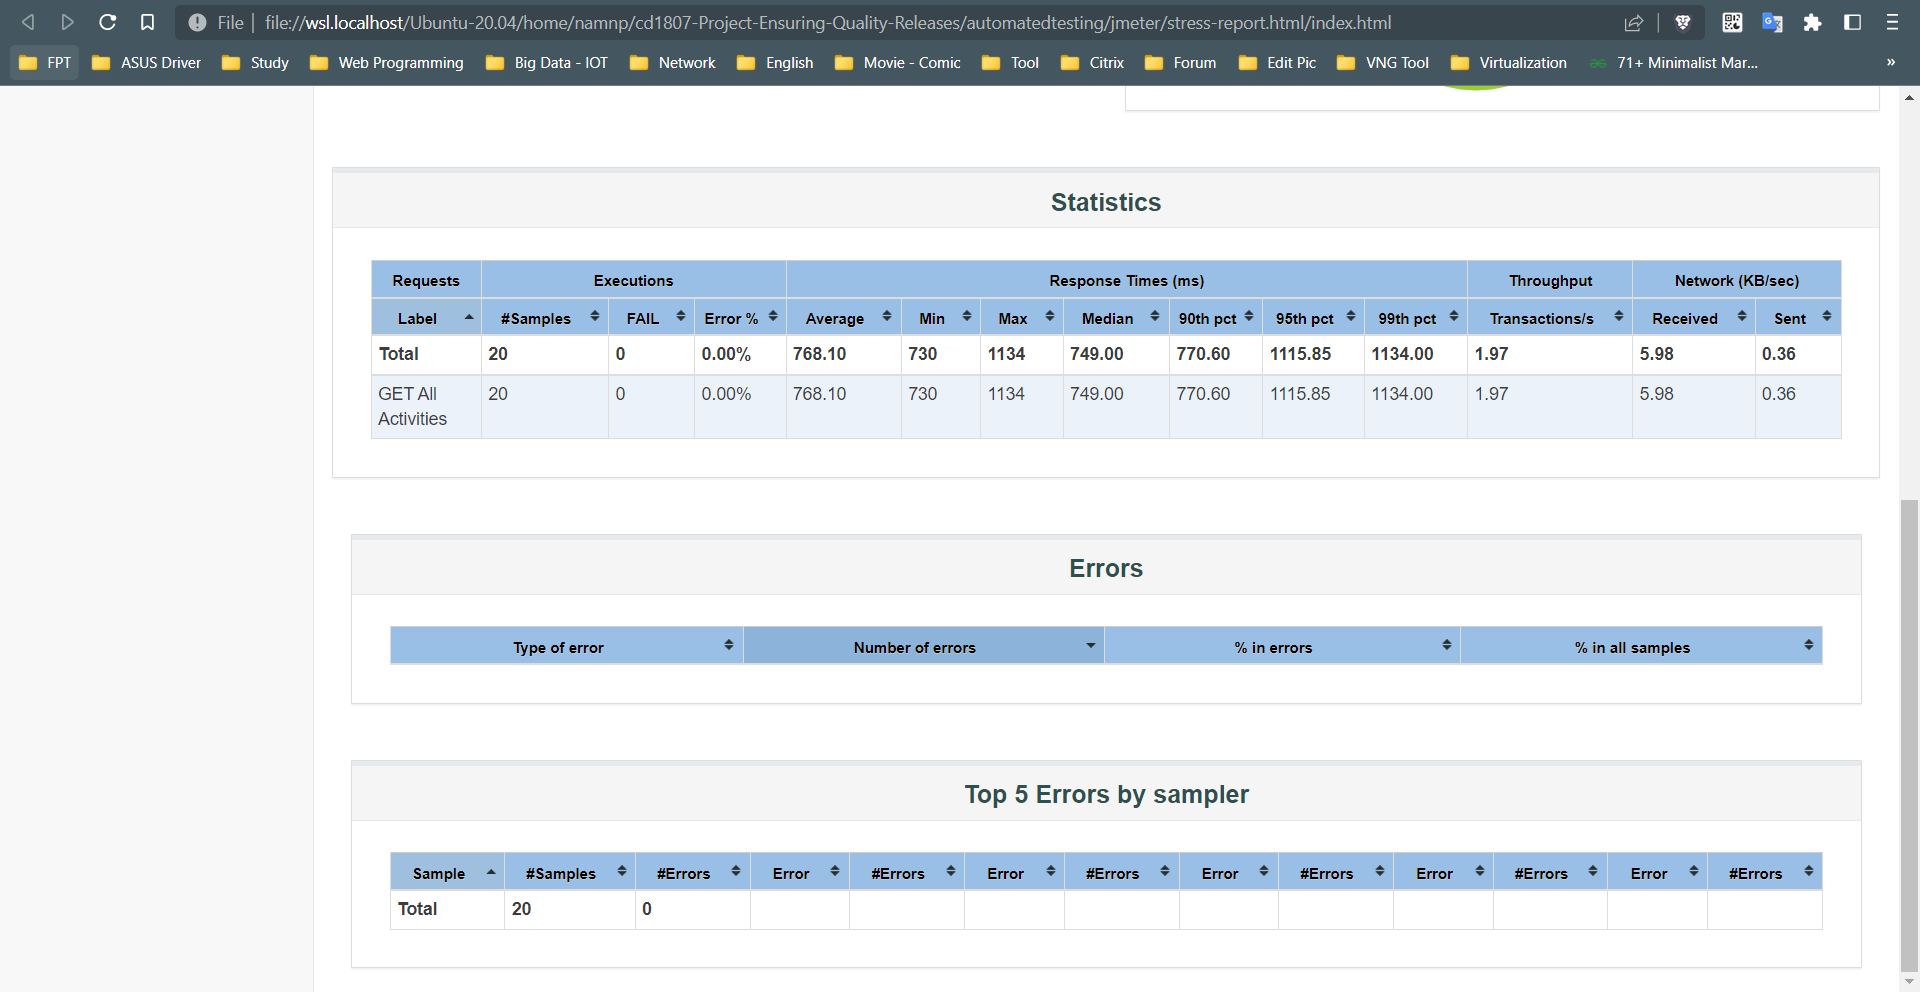 File file://wsl.localhost/Ubuntu-20.04/home/namnp/cd1807-Project-Ensuring-Quality-Releases/automatedtesting/jmeter/stress-report.html/index.html
FPT ASUS Driver Study Web Programming Big Data - IOT Network English Movie - Comic Tool Citrix Forum Edit Pic VNG Tool Virtualization 71+ Minimalist Mar... »
Statistics
Requests Executions Response Times (ms) Throughput Network (KB/sec)
Label #Samples FAIL Error % Average Min Max Median 90th pct 95th pct 99th pct Transactions/s Received Sent
Total 20 0 0.00% 768.10 730 1134 749.00 770.60 1115.85 1134.00 1.97 5.98 0.36
GET All 20 0 0.00% 768.10 730 1134 749.00 770.60 1115.85 1134.00 1.97 5.98 0.36
Activities
Errors
Type of error Number of errors % in errors % in all samples
Top 5 Errors by sampler
Sample #Samples #Errors Error #Errors Error #Errors Error #Errors Error #Errors Error #Errors
Total 20 0